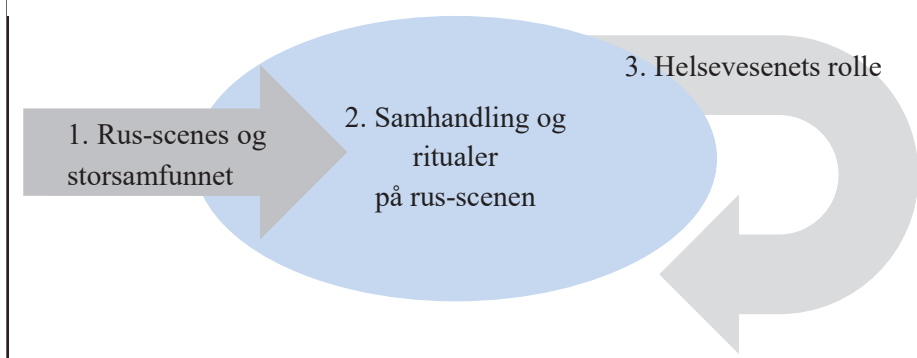 1. Rus-scenes og
storsamfunnet
2. Samhandling og
ritualer
på rus-scenen
3. Helsevesenets rolle